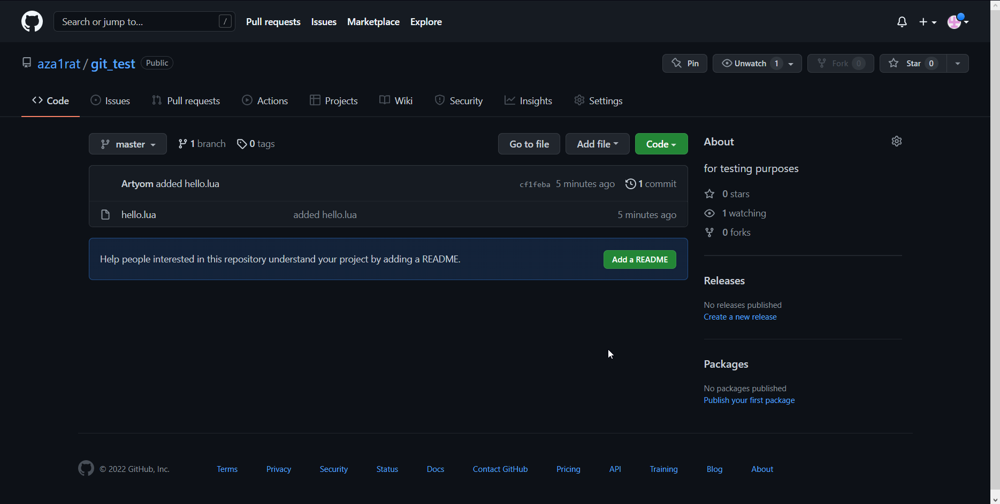 Search or jump to... /
Pull requests Issues Marketplace Explore
aza1rat / git_test Public
Pin Unwatch 1 Fork 0 Star 0
Code Issues Pull requests Actions Projects Wiki Security Insights Settings
master 1 branch 0 tags Go to file Add file Code
Artyom added hello.lua cf1feba 5 minutes ago 1 commit
hello.lua added hello.lua 5 minutes ago
Help people interested in this repository understand your project by adding a README. Add a README
About
for testing purposes
0 stars
1 watching
0 forks
Releases
No releases published
Create a new release
Packages
No packages published
Publish your first package
© 2022 GitHub, Inc. Terms Privacy Security Status Docs Contact GitHub Pricing API Training Blog About